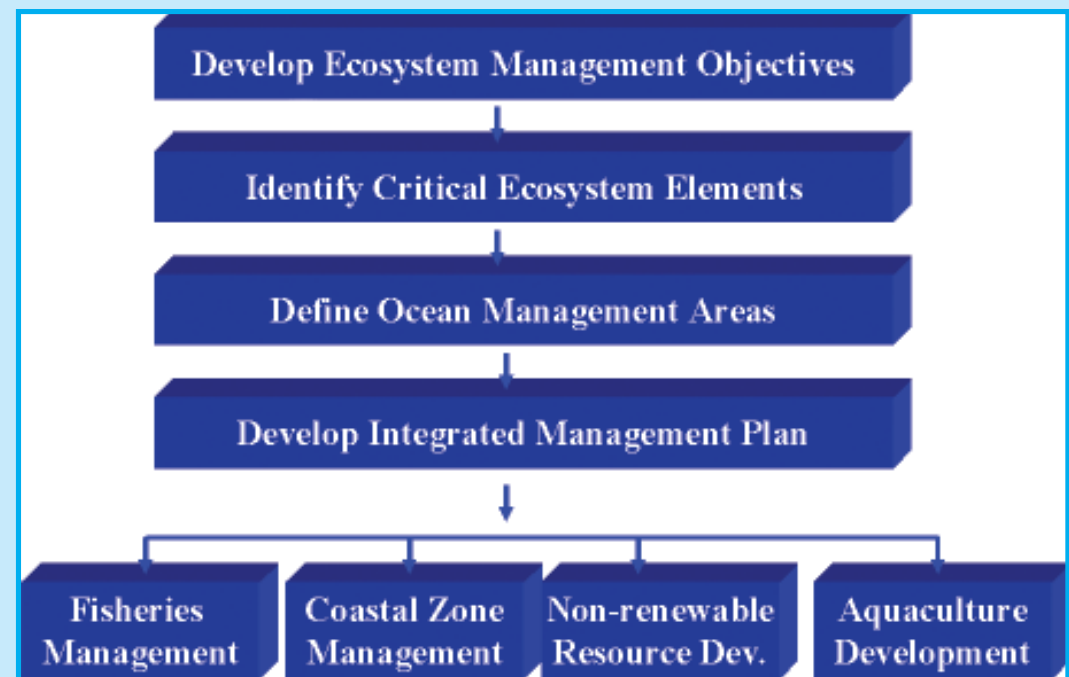 Develop Ecosystem Management Objectives
Identify Critical Ecosystem Elements
Define Ocean Management Areas
Develop Integrated Management Plan
Fisheries
Management
Coastal Zone
Management
Non-renewable
Resource Dev.
Aquaculture
Development